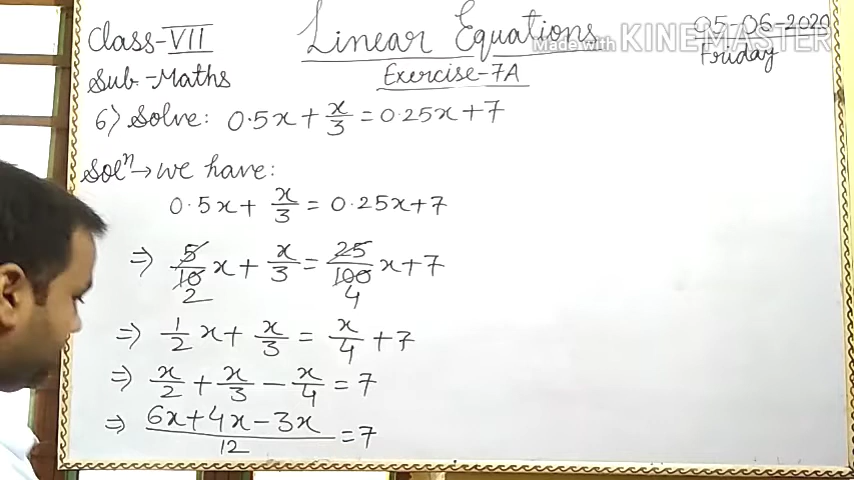 Class-VII
Linear Equations
05-06-2020
Made with KINEMASTER
Friday
Sub.-Maths
Exercise-7A
6) Solve: 0.5x + x/3 = 0.25x + 7
Solⁿ → we have:
0.5x + x/3 = 0.25x + 7
⇒ 5/10 2 x + x/3 = 25/100 4 x + 7
⇒ 1/2 x + x/3 = x/4 + 7
⇒ x/2 + x/3 - x/4 = 7
⇒ 6x + 4x - 3x / 12 = 7